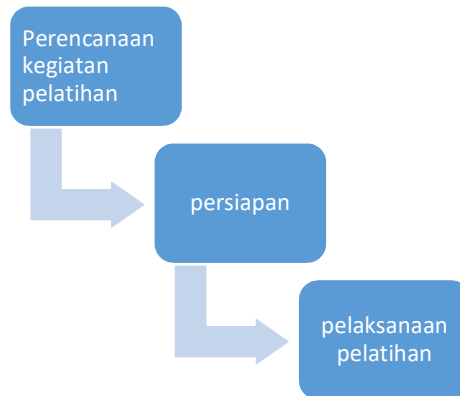 Perencanaan
kegiatan
pelatihan
persiapan
pelaksanaan
pelatihan